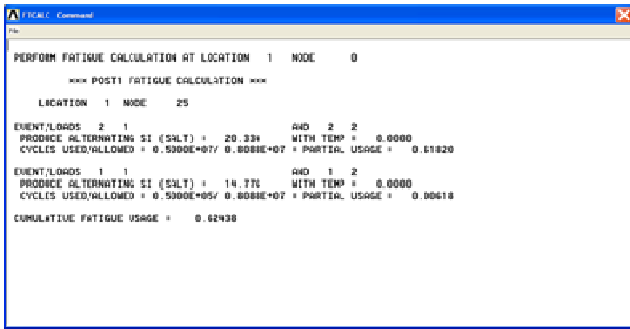 FTCALC Command
File
PERFORM FATIGUE CALCULATION AT LOCATION 1 NODE 0
*** POST1 FATIGUE CALCULATION ***
LOCATION 1 NODE 25
EVENT/LOADS 2 1 AND 2 2
PRODUCE ALTERNATING SI (SALT) = 20.334 WITH TEMP = 0.0000
CYCLES USED/ALLOWED = 0.5000E+07/ 0.8088E+07 = PARTIAL USAGE = 0.61820
EVENT/LOADS 1 1 AND 1 2
PRODUCE ALTERNATING SI (SALT) = 14.776 WITH TEMP = 0.0000
CYCLES USED/ALLOWED = 0.5000E+05/ 0.8088E+07 = PARTIAL USAGE = 0.00618
CUMULATIVE FATIGUE USAGE = 0.62438